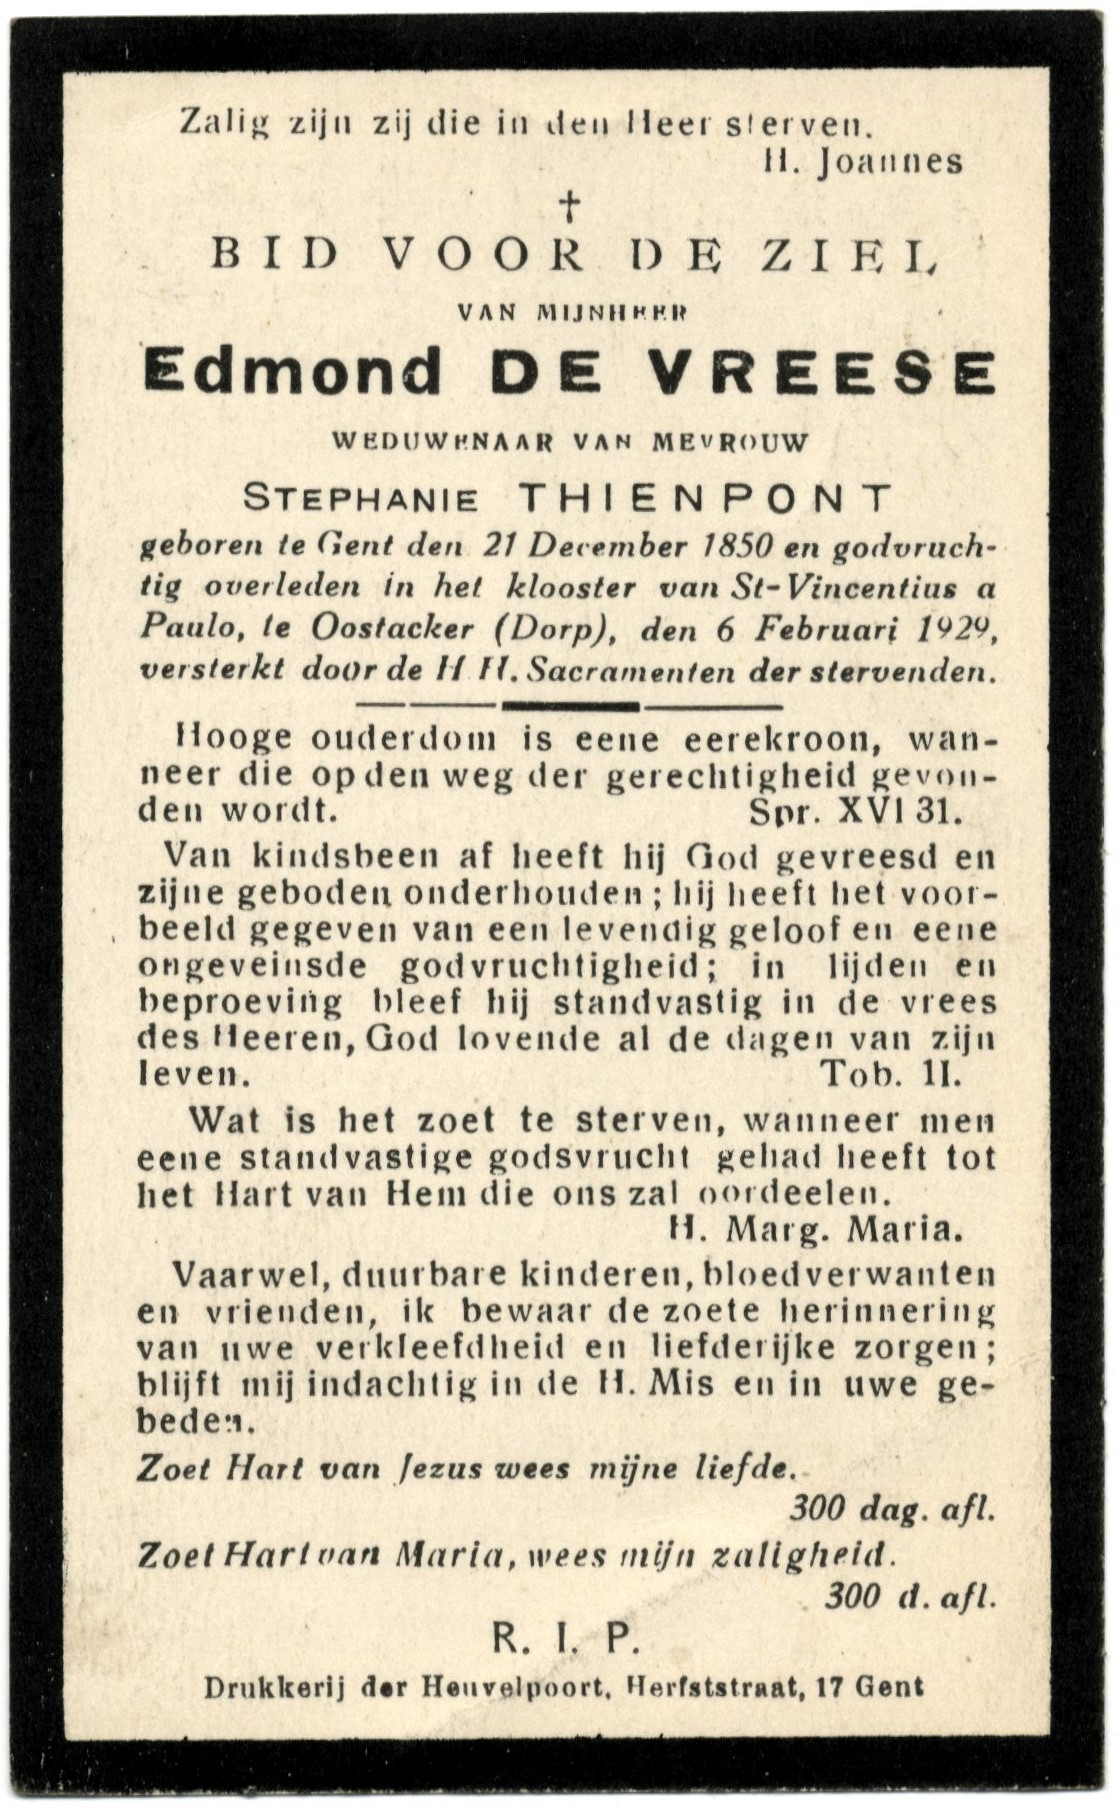 Zalig zijn zij die in den Heer sterven.
H. Joannes
†
BID VOOR DE ZIEL
VAN MIJNHEER
Edmond DE VREESE
WEDUWENAAR VAN MEVROUW
STEPHANIE THIENPONT
geboren te Gent den 21 December 1850 en godvruch-
tig overleden in het klooster van St-Vincentius a
Paulo, te Oostacker (Dorp), den 6 Februari 1929,
versterkt door de H H. Sacramenten der stervenden.
Hooge ouderdom is eene eerekroon, wan-
neer die op den weg der gerechtigheid gevon-
den wordt. Spr. XVI 31.
Van kindsbeen af heeft hij God gevreesd en
zijne geboden onderhouden; hij heeft het voor-
beeld gegeven van een levendig geloof en eene
ongeveinsde godvruchtigheid; in lijden en
beproeving bleef hij standvastig in de vrees
des Heeren, God lovende al de dagen van zijn
leven. Tob. II.
Wat is het zoet te sterven, wanneer men
eene standvastige godsvrucht gehad heeft tot
het Hart van Hem die ons zal oordeelen.
H. Marg. Maria.
Vaarwel, duurbare kinderen, bloedverwanten
en vrienden, ik bewaar de zoete herinnering
van uwe verkleefdheid en liefderijke zorgen;
blijft mij indachtig in de H. Mis en in uwe ge-
beden.
Zoet Hart van Jezus wees mijne liefde.
300 dag. afl.
Zoet Hart van Maria, wees mijn zaligheid.
300 d. afl.
R. I. P.
Drukkerij der Heuvelpoort, Herfststraat, 17 Gent